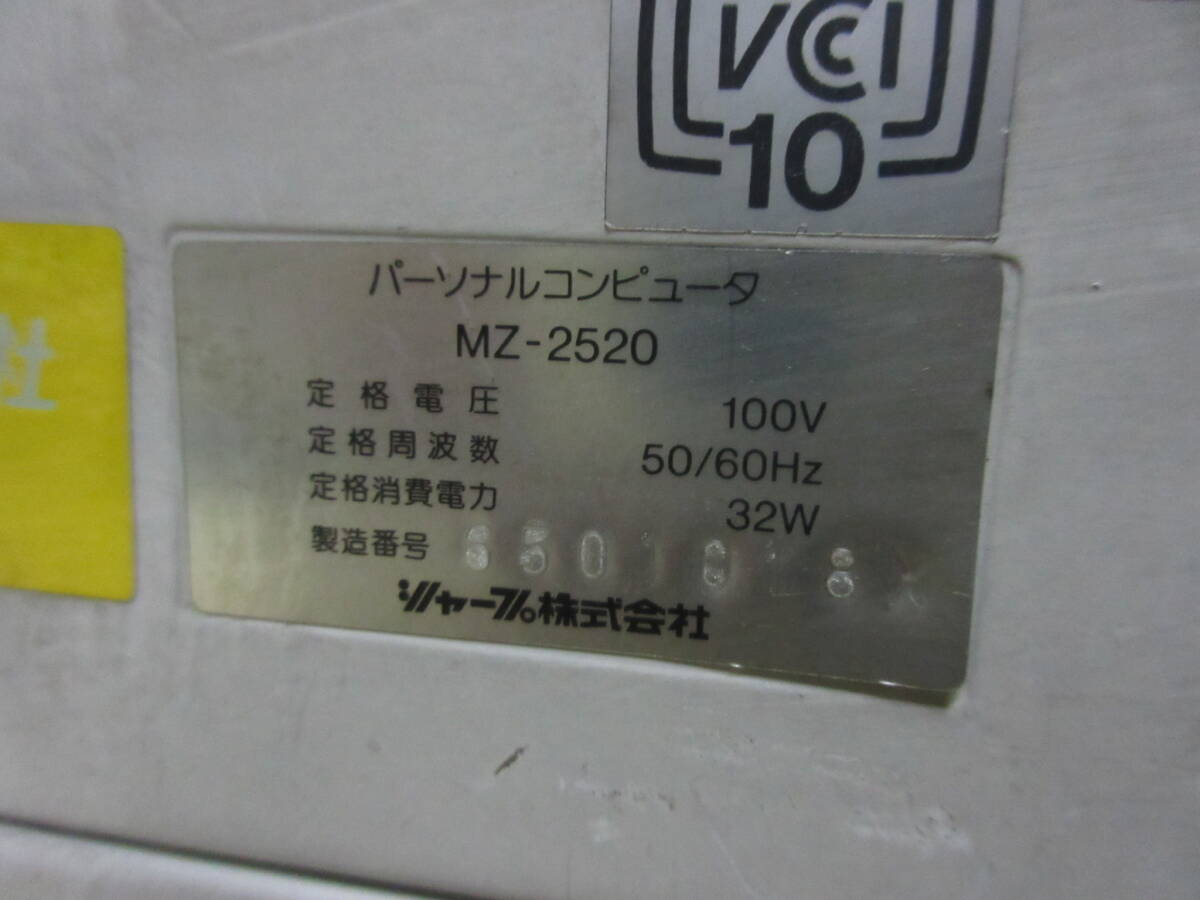 VCCI
10
社
パーソナルコンピュータ
MZ-2520
定格電圧 100V
定格周波数 50/60Hz
定格消費電力 32W
製造番号
シャープ株式会社